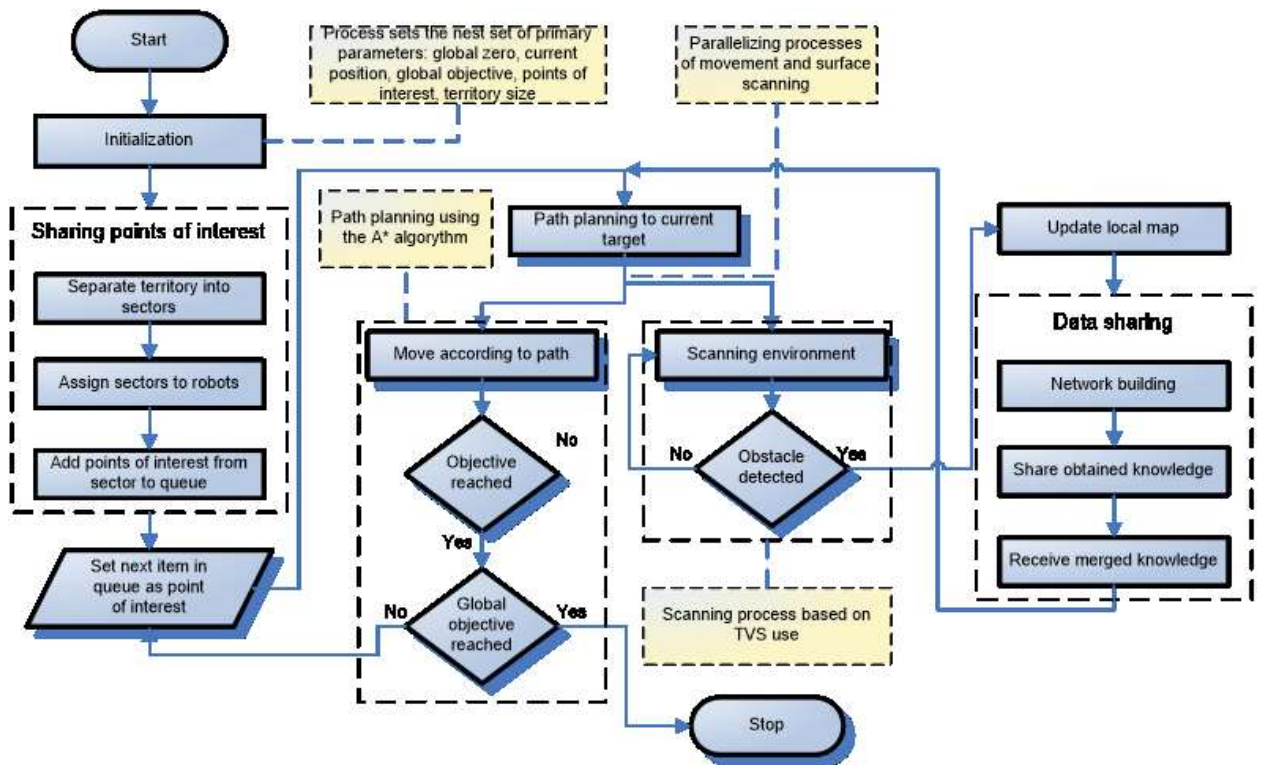 Start
Process sets the nest set of primary
parameters: global zero, current
position, global objective, points of
interest, territory size
Parallelizing processes
of movement and surface
scanning
Initialization
Sharing points of interest
Separate territory into
sectors
Assign sectors to robots
Add points of interest from
sector to queue
Set next item in
queue as point
of interest
Path planning using
the A* algorythm
Path planning to current
target
Move according to path
No
Objective
reached
Yes
No
Global
objective
reached
Yes
Scanning environment
No
Obstacle
detected
Yes
Scanning process based on
TVS use
Stop
Update local map
Data sharing
Network building
Share obtained knowledge
Receive merged knowledge